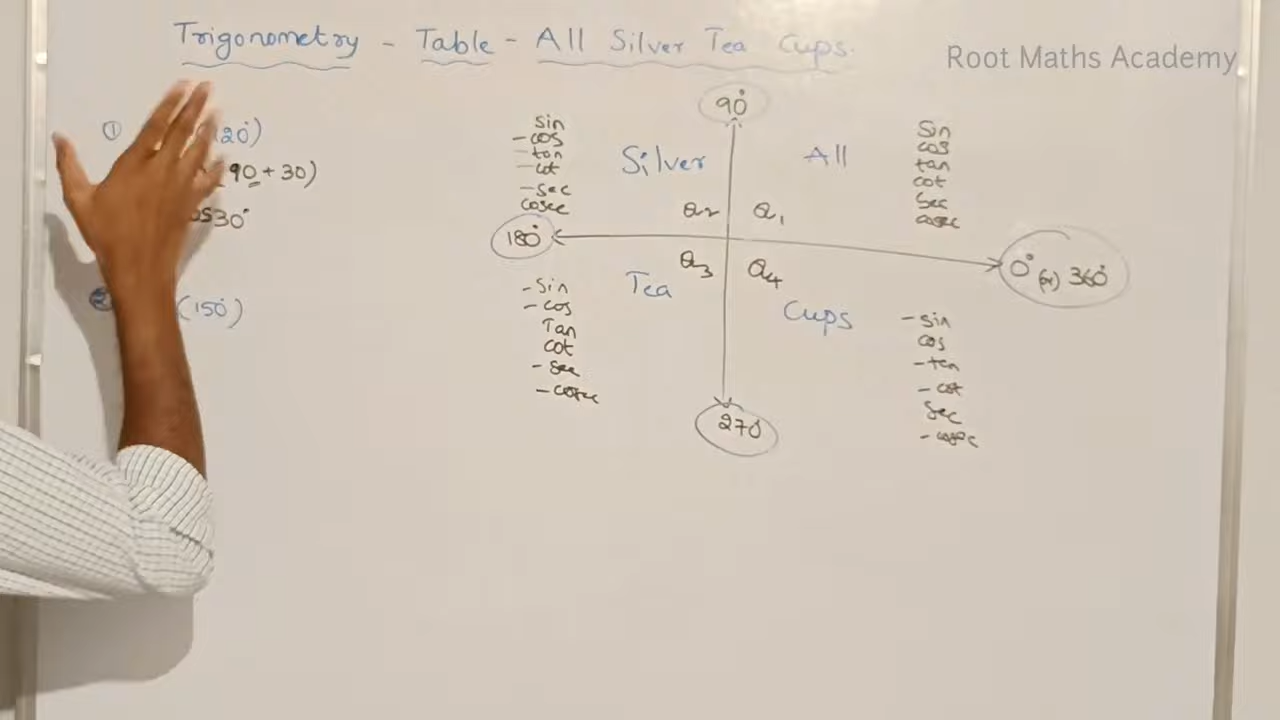 Trigonometry - Table - All Silver Tea Cups.
Root Maths Academy
① 20°)
90 + 30)
os30°
② (150°)
90°
Silver
All
sin
- cos
- tan
- cot
- sec
cosec
Sin
cos
tan
cot
Sec
cosec
Q2
Q1
180°
0° (or) 360°
Q3
Q4
Tea
Cups
- Sin
- cos
Tan
cot
- sec
- cosec
- sin
cos
- tan
- cot
Sec
- cosec
270°